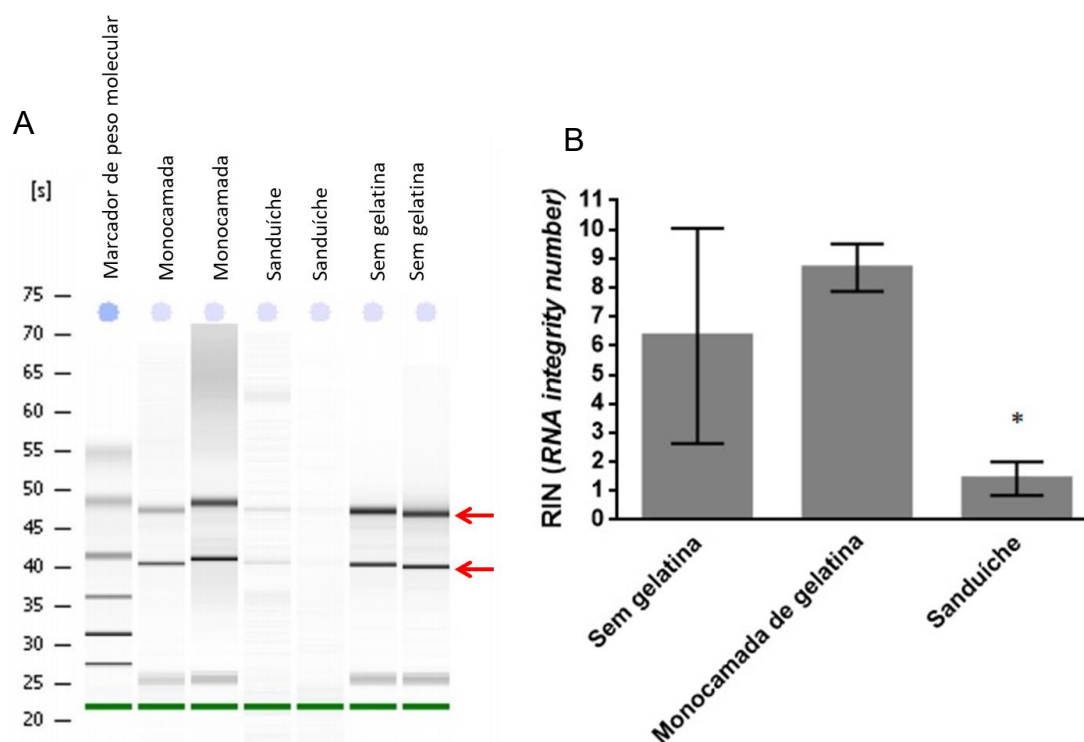 A
[s]
Marcador de peso molecular
Monocamada
Monocamada
Sanduíche
Sanduíche
Sem gelatina
Sem gelatina
75
70
65
60
55
50
45
40
35
30
25
20
B
RIN (RNA integrity number)
11
10
9
8
7
6
5
4
3
2
1
0
*
Sem gelatina
Monocamada de gelatina
Sanduíche